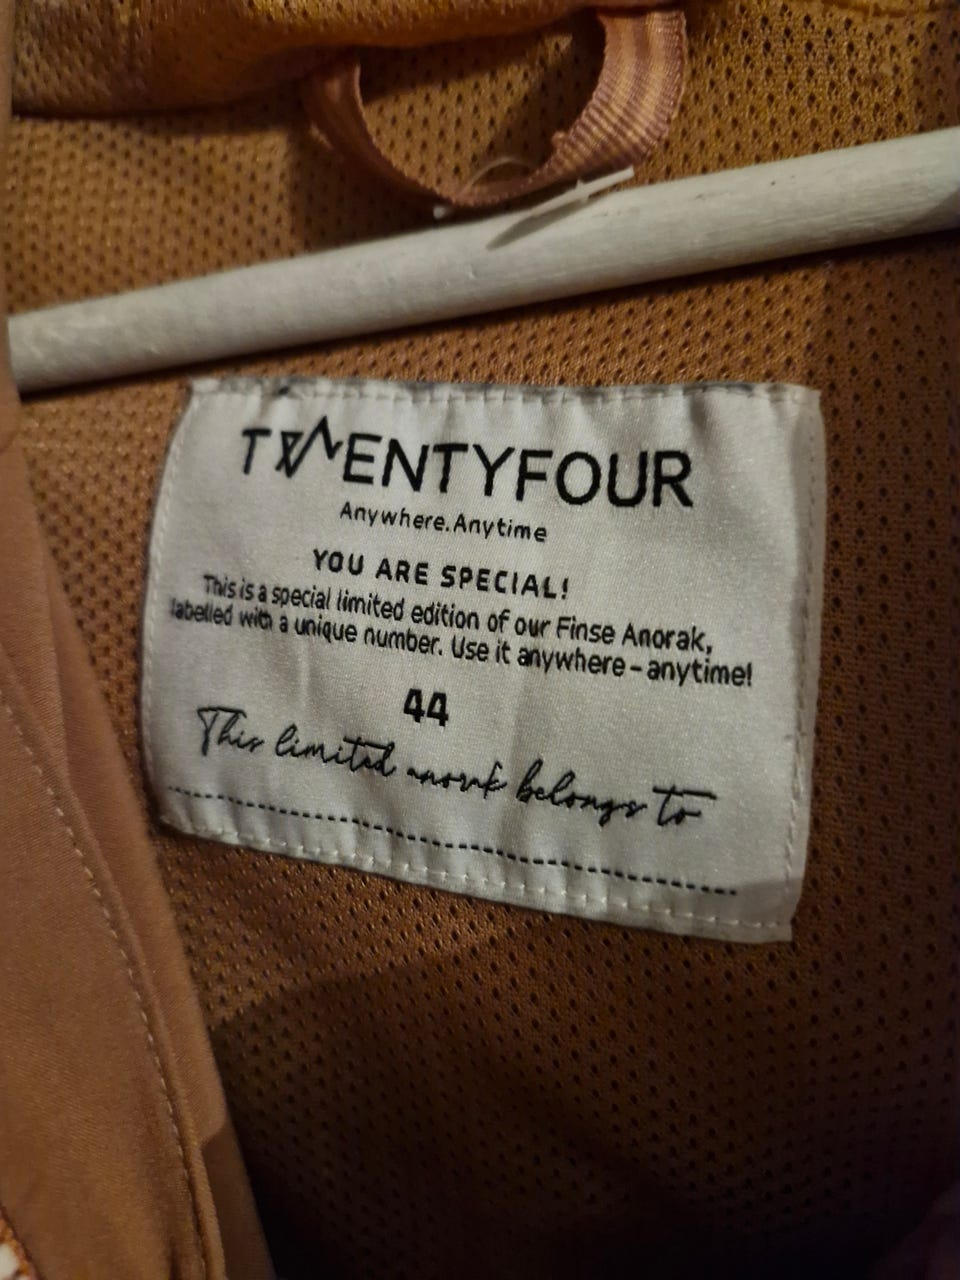 TWENTYFOUR
Anywhere.Anytime
YOU ARE SPECIAL!
This is a special limited edition of our Finse Anorak,
labelled with a unique number. Use it anywhere – anytime!
44
This limited anorak belongs to